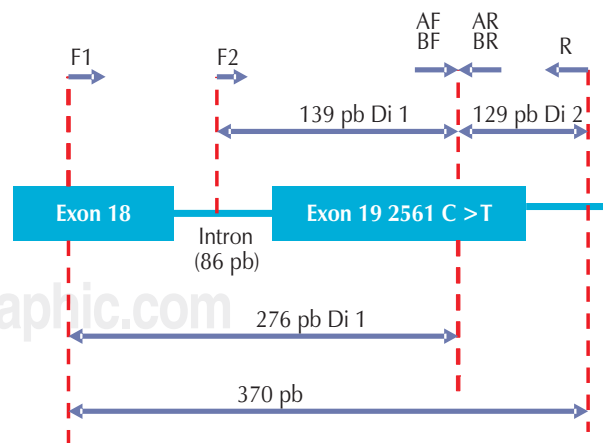 AF AR
BF BR
F1 F2 R
139 pb Di 1 129 pb Di 2
Exon 18 Exon 19 2561 C >T
Intron
(86 pb)
aphic.com
276 pb Di 1
370 pb